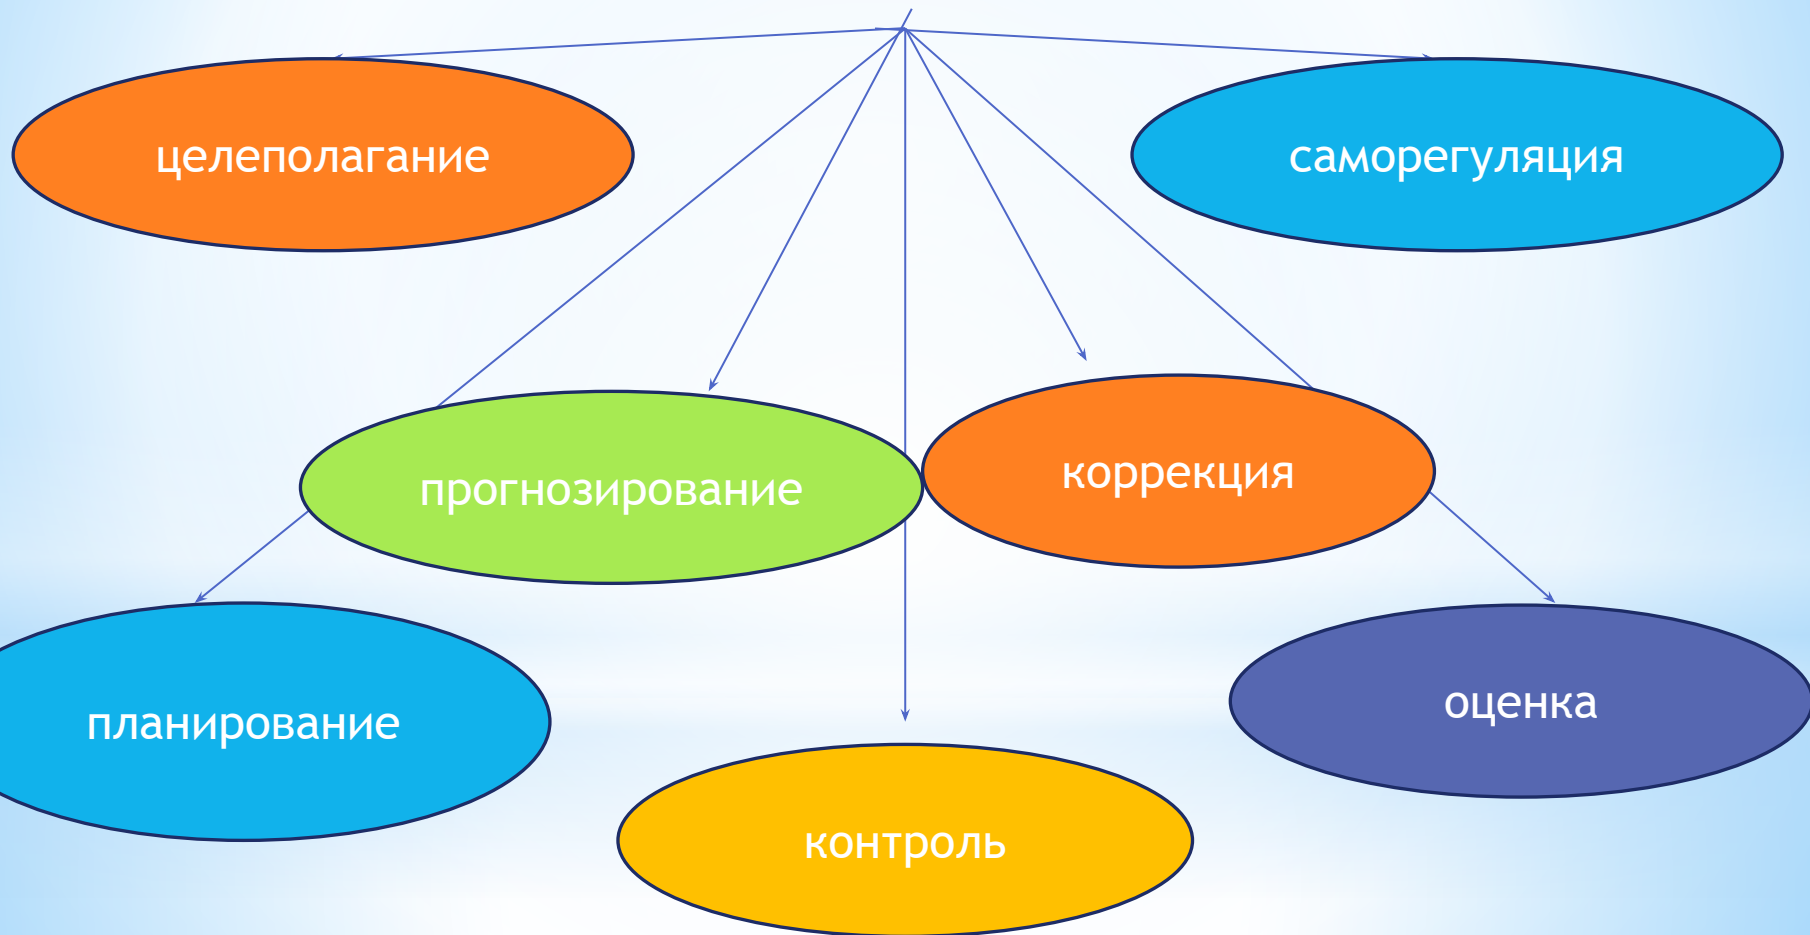 целеполагание
саморегуляция
прогнозирование
коррекция
планирование
оценка
контроль